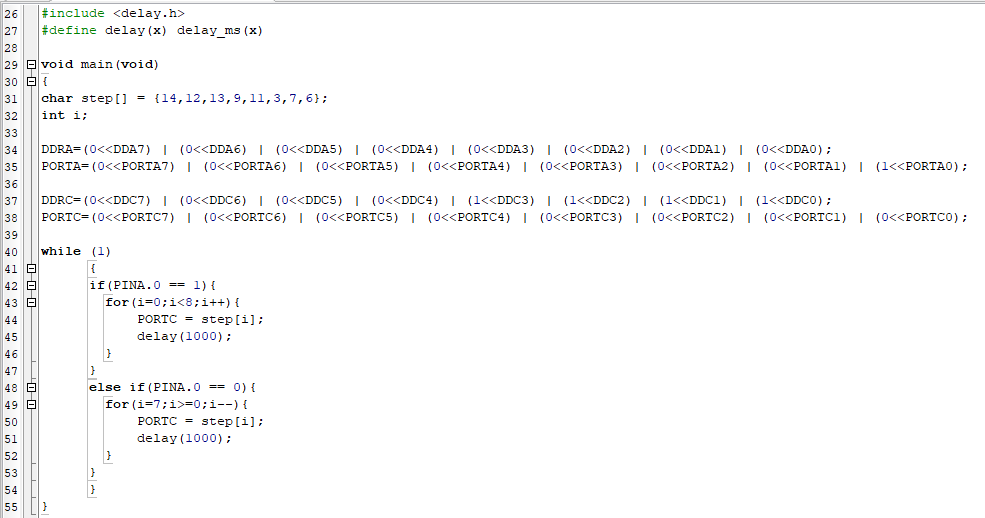 26 #include <delay.h>
27 #define delay(x) delay_ms(x)
28
29 void main(void)
30 {
31 char step[] = {14,12,13,9,11,3,7,6};
32 int i;
33
34 DDRA=(0<<DDA7) | (0<<DDA6) | (0<<DDA5) | (0<<DDA4) | (0<<DDA3) | (0<<DDA2) | (0<<DDA1) | (0<<DDA0);
35 PORTA=(0<<PORTA7) | (0<<PORTA6) | (0<<PORTA5) | (0<<PORTA4) | (0<<PORTA3) | (0<<PORTA2) | (0<<PORTA1) | (1<<PORTA0);
36
37 DDRC=(0<<DDC7) | (0<<DDC6) | (0<<DDC5) | (0<<DDC4) | (1<<DDC3) | (1<<DDC2) | (1<<DDC1) | (1<<DDC0);
38 PORTC=(0<<PORTC7) | (0<<PORTC6) | (0<<PORTC5) | (0<<PORTC4) | (0<<PORTC3) | (0<<PORTC2) | (0<<PORTC1) | (0<<PORTC0);
39
40 while (1)
41 {
42 if(PINA.0 == 1){
43 for(i=0;i<8;i++){
44 PORTC = step[i];
45 delay(1000);
46 }
47 }
48 else if(PINA.0 == 0){
49 for(i=7;i>=0;i--){
50 PORTC = step[i];
51 delay(1000);
52 }
53 }
54 }
55 }